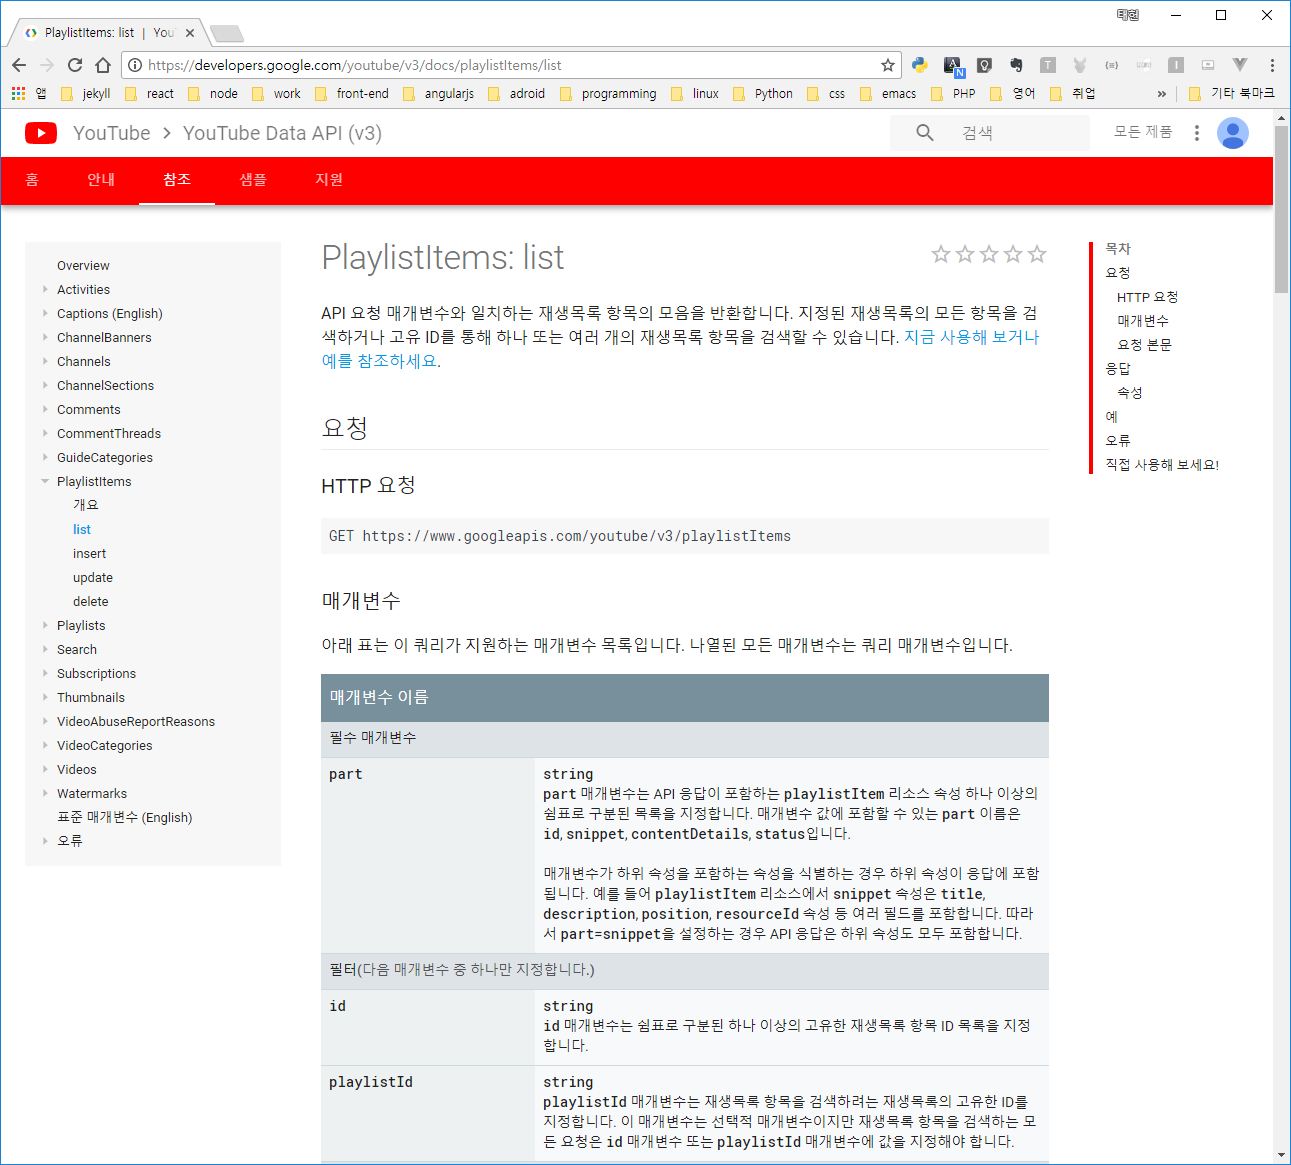 태현
PlaylistItems: list | You
https://developers.google.com/youtube/v3/docs/playlistItems/list
앱 jekyll react node work front-end angularjs adroid programming linux Python css emacs PHP 영어 취업 » 기타 북마크
YouTube > YouTube Data API (v3) 검색 모든 제품
홈 안내 참조 샘플 지원
Overview
Activities
Captions (English)
ChannelBanners
Channels
ChannelSections
Comments
CommentThreads
GuideCategories
PlaylistItems
개요
list
insert
update
delete
Playlists
Search
Subscriptions
Thumbnails
VideoAbuseReportReasons
VideoCategories
Videos
Watermarks
표준 매개변수 (English)
오류
PlaylistItems: list
API 요청 매개변수와 일치하는 재생목록 항목의 모음을 반환합니다. 지정된 재생목록의 모든 항목을 검
색하거나 고유 ID를 통해 하나 또는 여러 개의 재생목록 항목을 검색할 수 있습니다. 지금 사용해 보거나
예를 참조하세요.
요청
HTTP 요청
GET https://www.googleapis.com/youtube/v3/playlistItems
매개변수
아래 표는 이 쿼리가 지원하는 매개변수 목록입니다. 나열된 모든 매개변수는 쿼리 매개변수입니다.
매개변수 이름
필수 매개변수
part string
part 매개변수는 API 응답이 포함하는 playlistItem 리소스 속성 하나 이상의
쉼표로 구분된 목록을 지정합니다. 매개변수 값에 포함할 수 있는 part 이름은
id, snippet, contentDetails, status입니다.
매개변수가 하위 속성을 포함하는 속성을 식별하는 경우 하위 속성이 응답에 포함
됩니다. 예를 들어 playlistItem 리소스에서 snippet 속성은 title,
description, position, resourceId 속성 등 여러 필드를 포함합니다. 따라
서 part=snippet을 설정하는 경우 API 응답은 하위 속성도 모두 포함합니다.
필터(다음 매개변수 중 하나만 지정합니다.)
id string
id 매개변수는 쉼표로 구분된 하나 이상의 고유한 재생목록 항목 ID 목록을 지정
합니다.
playlistId string
playlistId 매개변수는 재생목록 항목을 검색하려는 재생목록의 고유한 ID를
지정합니다. 이 매개변수는 선택적 매개변수이지만 재생목록 항목을 검색하는 모
든 요청은 id 매개변수 또는 playlistId 매개변수에 값을 지정해야 합니다.
목차
요청
HTTP 요청
매개변수
요청 본문
응답
속성
예
오류
직접 사용해 보세요!